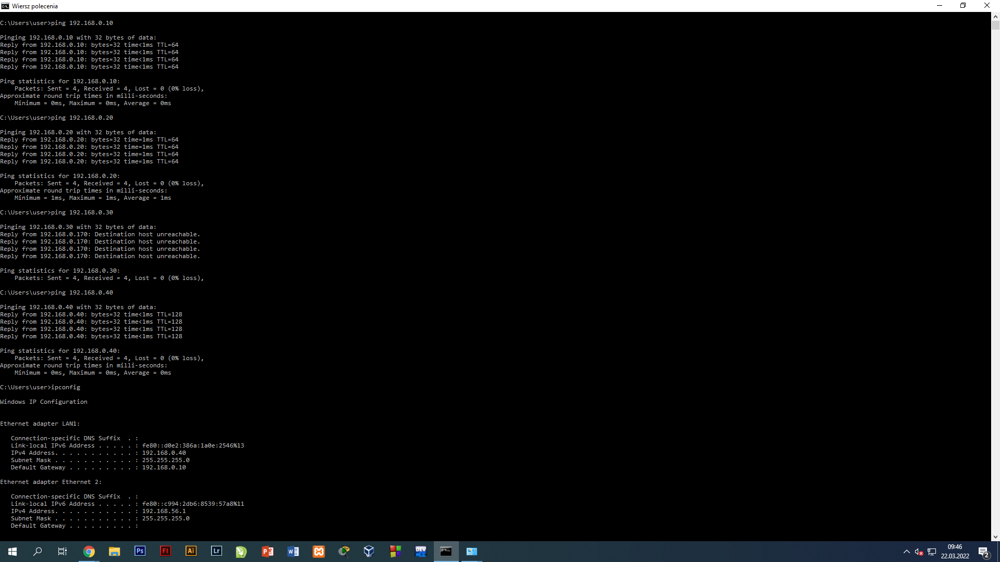 Wiersz polecenia
C:\Users\user>ping 192.168.0.10
Pinging 192.168.0.10 with 32 bytes of data:
Reply from 192.168.0.10: bytes=32 time<1ms TTL=64
Reply from 192.168.0.10: bytes=32 time<1ms TTL=64
Reply from 192.168.0.10: bytes=32 time<1ms TTL=64
Reply from 192.168.0.10: bytes=32 time<1ms TTL=64
Ping statistics for 192.168.0.10:
    Packets: Sent = 4, Received = 4, Lost = 0 (0% loss),
Approximate round trip times in milli-seconds:
    Minimum = 0ms, Maximum = 0ms, Average = 0ms
C:\Users\user>ping 192.168.0.20
Pinging 192.168.0.20 with 32 bytes of data:
Reply from 192.168.0.20: bytes=32 time=1ms TTL=64
Reply from 192.168.0.20: bytes=32 time=1ms TTL=64
Reply from 192.168.0.20: bytes=32 time=1ms TTL=64
Reply from 192.168.0.20: bytes=32 time=1ms TTL=64
Ping statistics for 192.168.0.20:
    Packets: Sent = 4, Received = 4, Lost = 0 (0% loss),
Approximate round trip times in milli-seconds:
    Minimum = 1ms, Maximum = 1ms, Average = 1ms
C:\Users\user>ping 192.168.0.30
Pinging 192.168.0.30 with 32 bytes of data:
Reply from 192.168.0.170: Destination host unreachable.
Reply from 192.168.0.170: Destination host unreachable.
Reply from 192.168.0.170: Destination host unreachable.
Reply from 192.168.0.170: Destination host unreachable.
Ping statistics for 192.168.0.30:
    Packets: Sent = 4, Received = 4, Lost = 0 (0% loss),
C:\Users\user>ping 192.168.0.40
Pinging 192.168.0.40 with 32 bytes of data:
Reply from 192.168.0.40: bytes=32 time<1ms TTL=128
Reply from 192.168.0.40: bytes=32 time<1ms TTL=128
Reply from 192.168.0.40: bytes=32 time<1ms TTL=128
Reply from 192.168.0.40: bytes=32 time<1ms TTL=128
Ping statistics for 192.168.0.40:
    Packets: Sent = 4, Received = 4, Lost = 0 (0% loss),
Approximate round trip times in milli-seconds:
    Minimum = 0ms, Maximum = 0ms, Average = 0ms
C:\Users\user>ipconfig
Windows IP Configuration
Ethernet adapter LAN1:
   Connection-specific DNS Suffix  . :
   Link-local IPv6 Address . . . . . : fe80::d0e2:386a:1a0e:2546%13
   IPv4 Address. . . . . . . . . . . : 192.168.0.40
   Subnet Mask . . . . . . . . . . . : 255.255.255.0
   Default Gateway . . . . . . . . . : 192.168.0.10
Ethernet adapter Ethernet 2:
   Connection-specific DNS Suffix  . :
   Link-local IPv6 Address . . . . . : fe80::c994:2db6:8539:57a8%11
   IPv4 Address. . . . . . . . . . . : 192.168.56.1
   Subnet Mask . . . . . . . . . . . : 255.255.255.0
   Default Gateway . . . . . . . . . :
Ps Fl Ai Lr P W DEV
09:46
22.03.2022
2